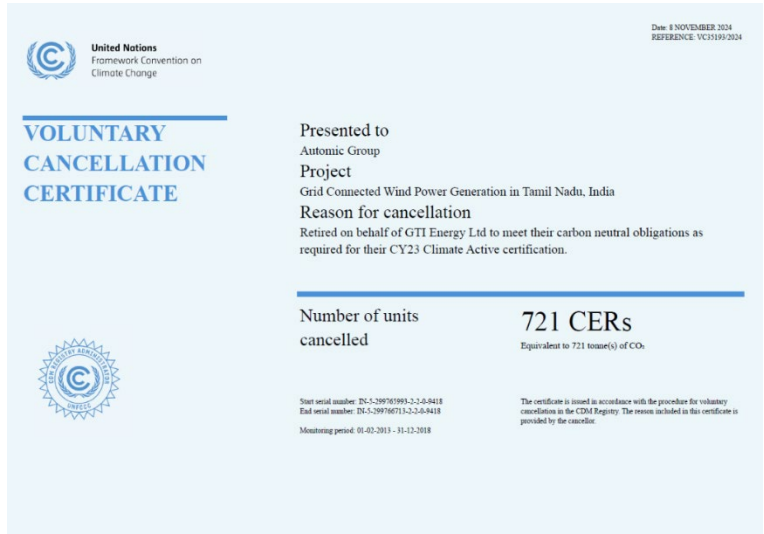 Date: 8 NOVEMBER 2024
REFERENCE: VC35193/2024
United Nations
Framework Convention on
Climate Change
VOLUNTARY
CANCELLATION
CERTIFICATE
Presented to
Automic Group
Project
Grid Connected Wind Power Generation in Tamil Nadu, India
Reason for cancellation
Retired on behalf of GTI Energy Ltd to meet their carbon neutral obligations as
required for their CY23 Climate Active certification.
Number of units
cancelled
721 CERs
Equivalent to 721 tonne(s) of CO₂
CDM REGISTRY ADMINISTRATOR
UNFCCC
Start serial number: IN-5-299765993-2-2-0-9418
End serial number: IN-5-299766713-2-2-0-9418
Monitoring period: 01-02-2013 - 31-12-2018
The certificate is issued in accordance with the procedure for voluntary
cancellation in the CDM Registry. The reason included in this certificate is
provided by the cancellor.